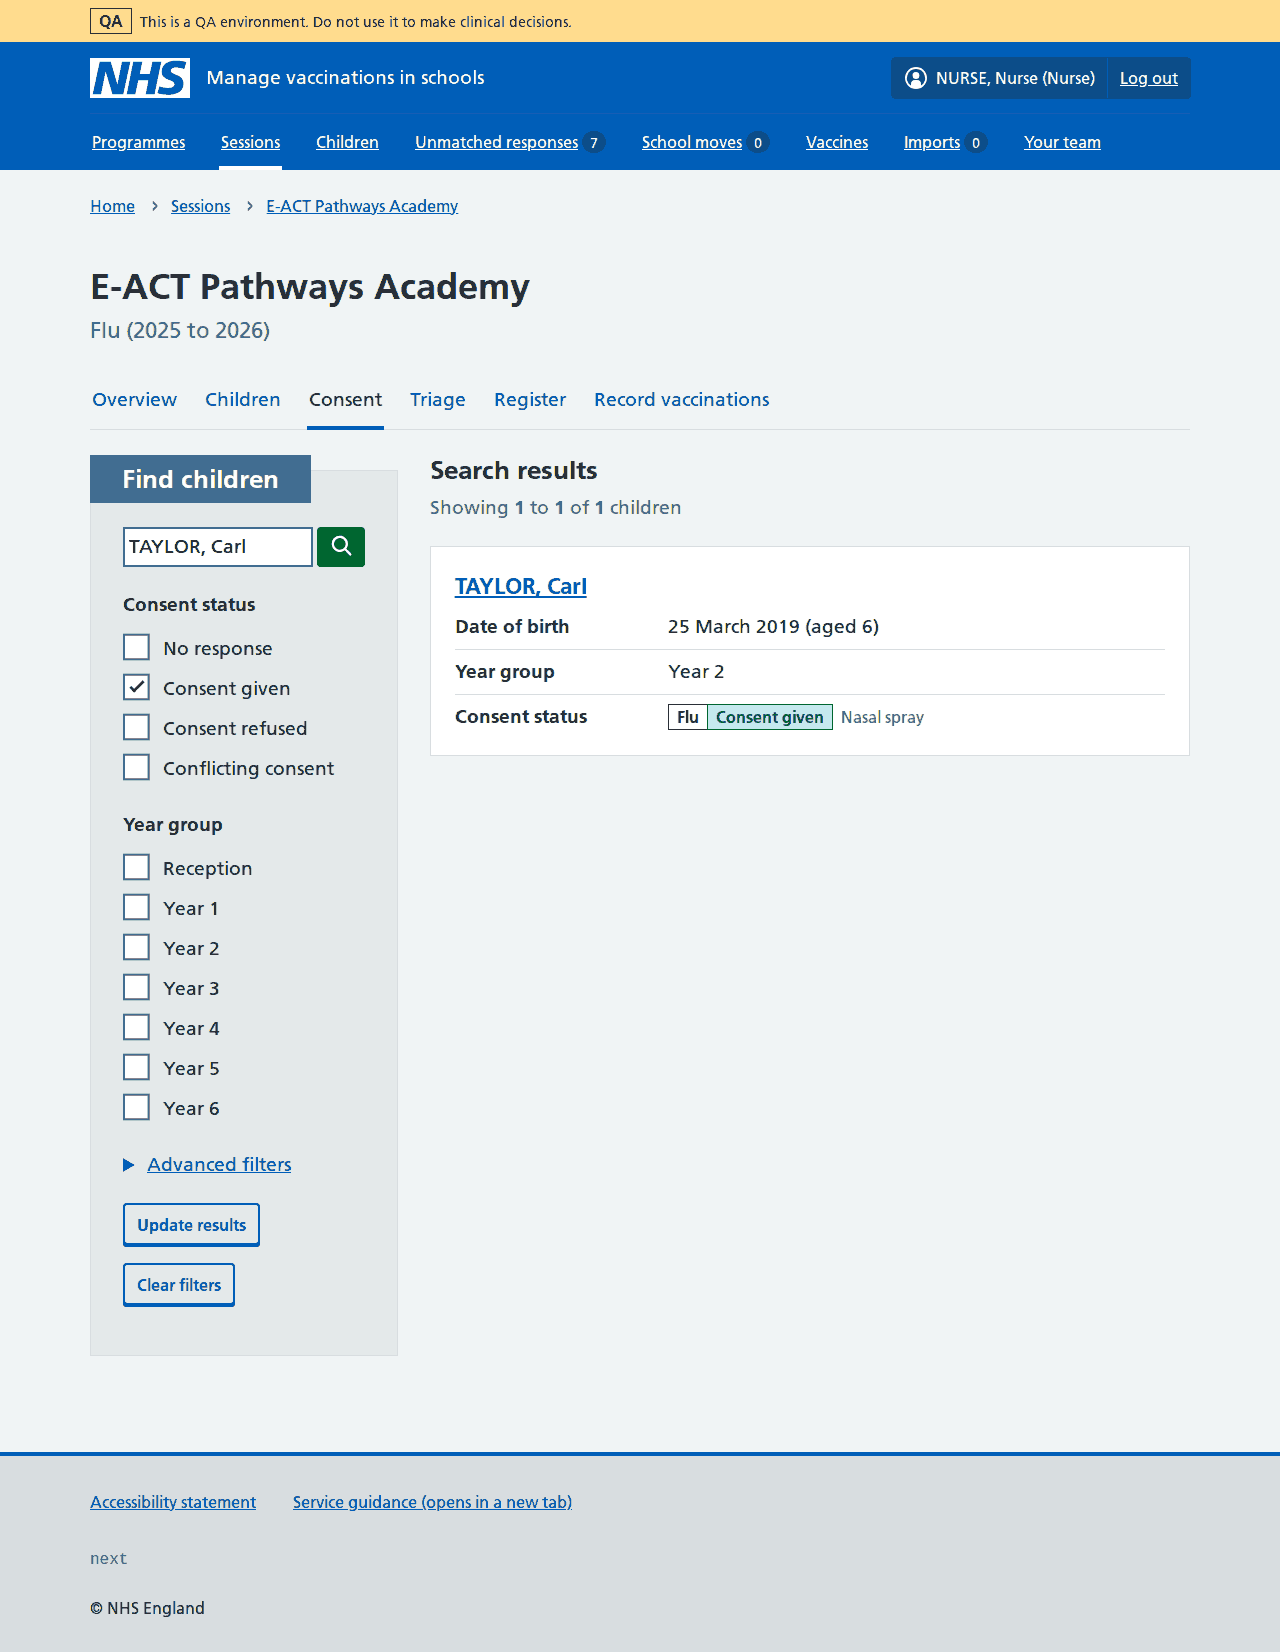 QA This is a QA environment. Do not use it to make clinical decisions.
NHS Manage vaccinations in schools NURSE, Nurse (Nurse) Log out
Programmes Sessions Children Unmatched responses 7 School moves 0 Vaccines Imports 0 Your team
Home Sessions E-ACT Pathways Academy
E-ACT Pathways Academy
Flu (2025 to 2026)
Overview Children Consent Triage Register Record vaccinations
Find children
TAYLOR, Carl
Consent status
No response
Consent given
Consent refused
Conflicting consent
Year group
Reception
Year 1
Year 2
Year 3
Year 4
Year 5
Year 6
Advanced filters
Update results
Clear filters
Search results
Showing 1 to 1 of 1 children
TAYLOR, Carl
Date of birth 25 March 2019 (aged 6)
Year group Year 2
Consent status Flu Consent given Nasal spray
Accessibility statement Service guidance (opens in a new tab)
next
© NHS England